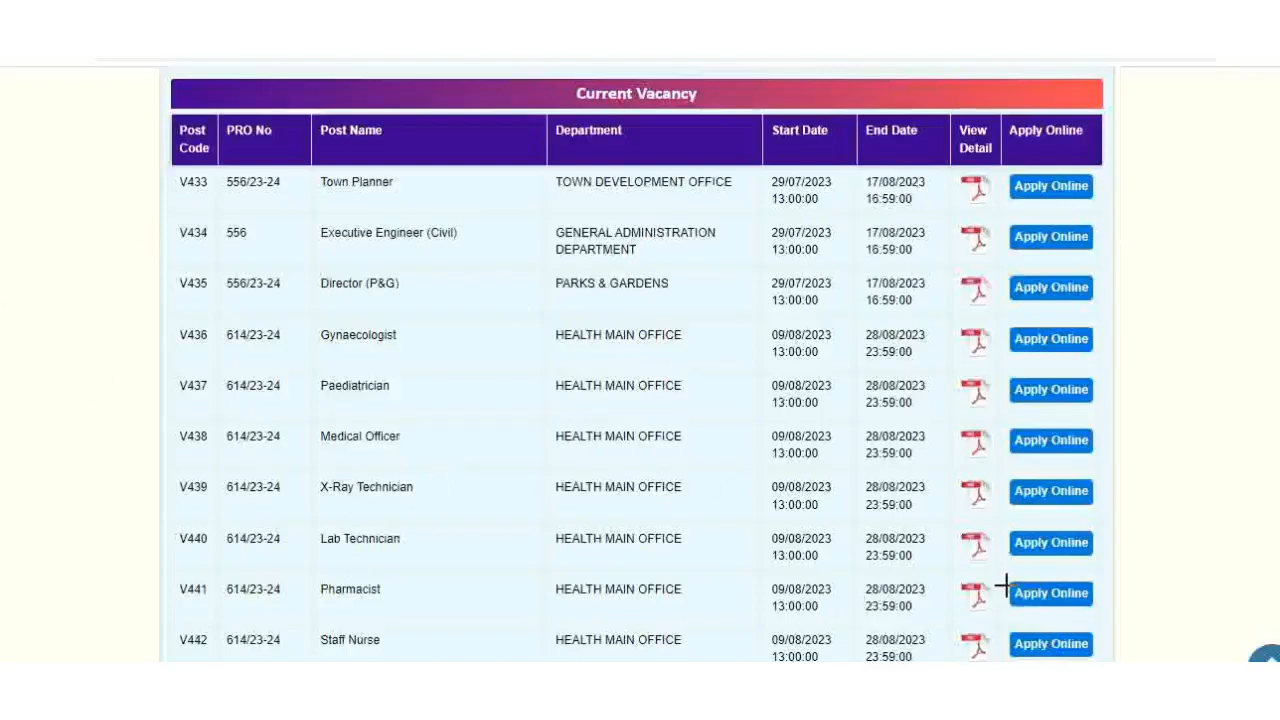 Current Vacancy
Post Code PRO No Post Name Department Start Date End Date View Detail Apply Online
V433 556/23-24 Town Planner TOWN DEVELOPMENT OFFICE 29/07/2023 13:00:00 17/08/2023 16:59:00 Apply Online
V434 556 Executive Engineer (Civil) GENERAL ADMINISTRATION DEPARTMENT 29/07/2023 13:00:00 17/08/2023 16:59:00 Apply Online
V435 556/23-24 Director (P&G) PARKS & GARDENS 29/07/2023 13:00:00 17/08/2023 16:59:00 Apply Online
V436 614/23-24 Gynaecologist HEALTH MAIN OFFICE 09/08/2023 13:00:00 28/08/2023 23:59:00 Apply Online
V437 614/23-24 Paediatrician HEALTH MAIN OFFICE 09/08/2023 13:00:00 28/08/2023 23:59:00 Apply Online
V438 614/23-24 Medical Officer HEALTH MAIN OFFICE 09/08/2023 13:00:00 28/08/2023 23:59:00 Apply Online
V439 614/23-24 X-Ray Technician HEALTH MAIN OFFICE 09/08/2023 13:00:00 28/08/2023 23:59:00 Apply Online
V440 614/23-24 Lab Technician HEALTH MAIN OFFICE 09/08/2023 13:00:00 28/08/2023 23:59:00 Apply Online
V441 614/23-24 Pharmacist HEALTH MAIN OFFICE 09/08/2023 13:00:00 28/08/2023 23:59:00 Apply Online
V442 614/23-24 Staff Nurse HEALTH MAIN OFFICE 09/08/2023 13:00:00 28/08/2023 23:59:00 Apply Online